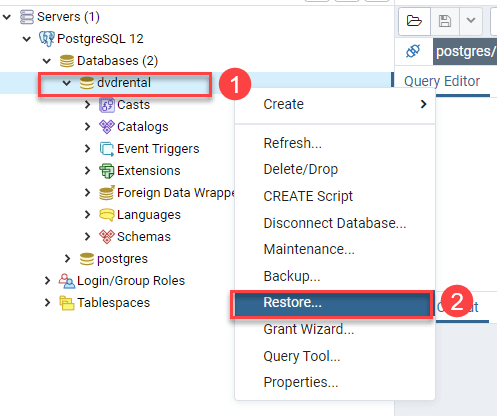 Servers (1)
PostgreSQL 12
Databases (2)
dvdrental
1
Casts
Catalogs
Event Triggers
Extensions
Foreign Data Wrappe
Languages
Schemas
postgres
Login/Group Roles
Tablespaces
postgres/
Query Editor
Create
Refresh...
Delete/Drop
CREATE Script
Disconnect Database...
Maintenance...
Backup...
Restore...
2
Grant Wizard...
Query Tool...
Properties...